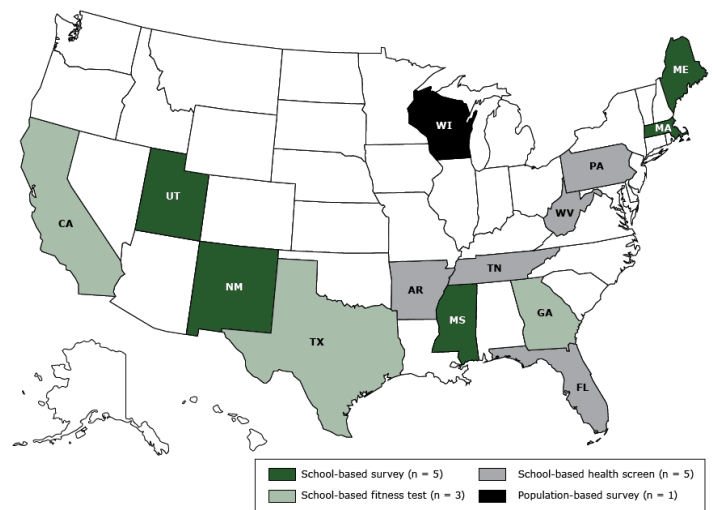 ME
WI
MA
PA
UT
WV
CA
TN
NM
AR
MS
GA
TX
FL
School-based survey (n = 5)
School-based health screen (n = 5)
School-based fitness test (n = 3)
Population-based survey (n = 1)